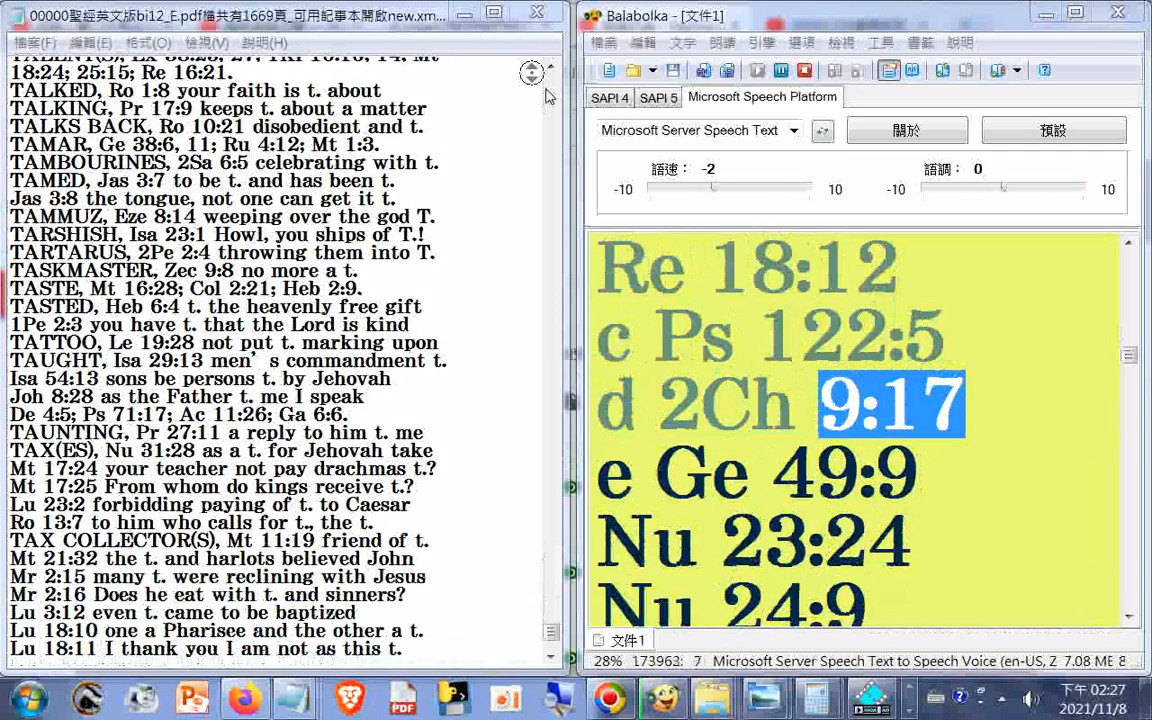 00000聖經英文版bi12_E.pdf檔共有1669頁_可用記事本開啟new.xm...
檔案(F) 編輯(E) 格式(O) 檢視(V) 說明(H)
18:24; 25:15; Re 16:21.
TALKED, Ro 1:8 your faith is t. about
TALKING, Pr 17:9 keeps t. about a matter
TALKS BACK, Ro 10:21 disobedient and t.
TAMAR, Ge 38:6, 11; Ru 4:12; Mt 1:3.
TAMBOURINES, 2Sa 6:5 celebrating with t.
TAMED, Jas 3:7 to be t. and has been t.
Jas 3:8 the tongue, not one can get it t.
TAMMUZ, Eze 8:14 weeping over the god T.
TARSHISH, Isa 23:1 Howl, you ships of T.!
TARTARUS, 2Pe 2:4 throwing them into T.
TASKMASTER, Zec 9:8 no more a t.
TASTE, Mt 16:28; Col 2:21; Heb 2:9.
TASTED, Heb 6:4 t. the heavenly free gift
1Pe 2:3 you have t. that the Lord is kind
TATTOO, Le 19:28 not put t. marking upon
TAUGHT, Isa 29:13 men’s commandment t.
Isa 54:13 sons be persons t. by Jehovah
Joh 8:28 as the Father t. me I speak
De 4:5; Ps 71:17; Ac 11:26; Ga 6:6.
TAUNTING, Pr 27:11 a reply to him t. me
TAX(ES), Nu 31:28 as a t. for Jehovah take
Mt 17:24 your teacher not pay drachmas t.?
Mt 17:25 From whom do kings receive t.?
Lu 23:2 forbidding paying of t. to Caesar
Ro 13:7 to him who calls for t., the t.
TAX COLLECTOR(S), Mt 11:19 friend of t.
Mt 21:32 the t. and harlots believed John
Mr 2:15 many t. were reclining with Jesus
Mr 2:16 Does he eat with t. and sinners?
Lu 3:12 even t. came to be baptized
Lu 18:10 one a Pharisee and the other a t.
Lu 18:11 I thank you I am not as this t.
Balabolka - [文件1]
檔案 編輯 文字 朗讀 引擎 選項 檢視 工具 書籤 說明
SAPI 4 SAPI 5 Microsoft Speech Platform
Microsoft Server Speech Text 關於 預設
語速： -2 語調： 0
-10 10 -10 10
Re 18:12
c Ps 122:5
d 2Ch 9:17
e Ge 49:9
Nu 23:24
Nu 24:9
文件1
28% 173963: 7 Microsoft Server Speech Text to Speech Voice (en-US, Z 7.08 MB 8
PDF
下午 02:27
2021/11/8